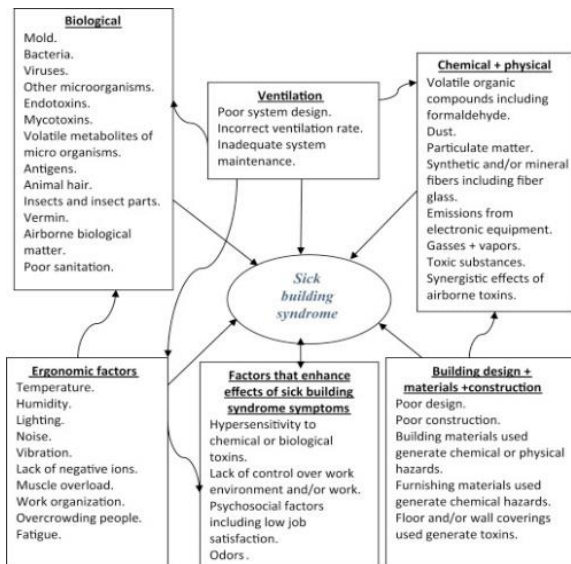 Biological
Mold.
Bacteria.
Viruses.
Other microorganisms.
Endotoxins.
Mycotoxins.
Volatile metabolites of
micro organisms.
Antigens.
Animal hair.
Insects and insect parts.
Vermin.
Airborne biological
matter.
Poor sanitation.
Ventilation
Poor system design.
Incorrect ventilation rate.
Inadequate system
maintenance.
Chemical + physical
Volatile organic
compounds including
formaldehyde.
Dust.
Particulate matter.
Synthetic and/or mineral
fibers including fiber
glass.
Emissions from
electronic equipment.
Gasses + vapors.
Toxic substances.
Synergistic effects of
airborne toxins.
Sick
building
syndrome
Ergonomic factors
Temperature.
Humidity.
Lighting.
Noise.
Vibration.
Lack of negative ions.
Muscle overload.
Work organization.
Overcrowding people.
Fatigue.
Factors that enhance
effects of sick building
syndrome symptoms
Hypersensitivity to
chemical or biological
toxins.
Lack of control over work
environment and/or work.
Psychosocial factors
including low job
satisfaction.
Odors .
Building design +
materials +construction
Poor design.
Poor construction.
Building materials used
generate chemical or physical
hazards.
Furnishing materials used
generate chemical hazards.
Floor and/or wall coverings
used generate toxins.